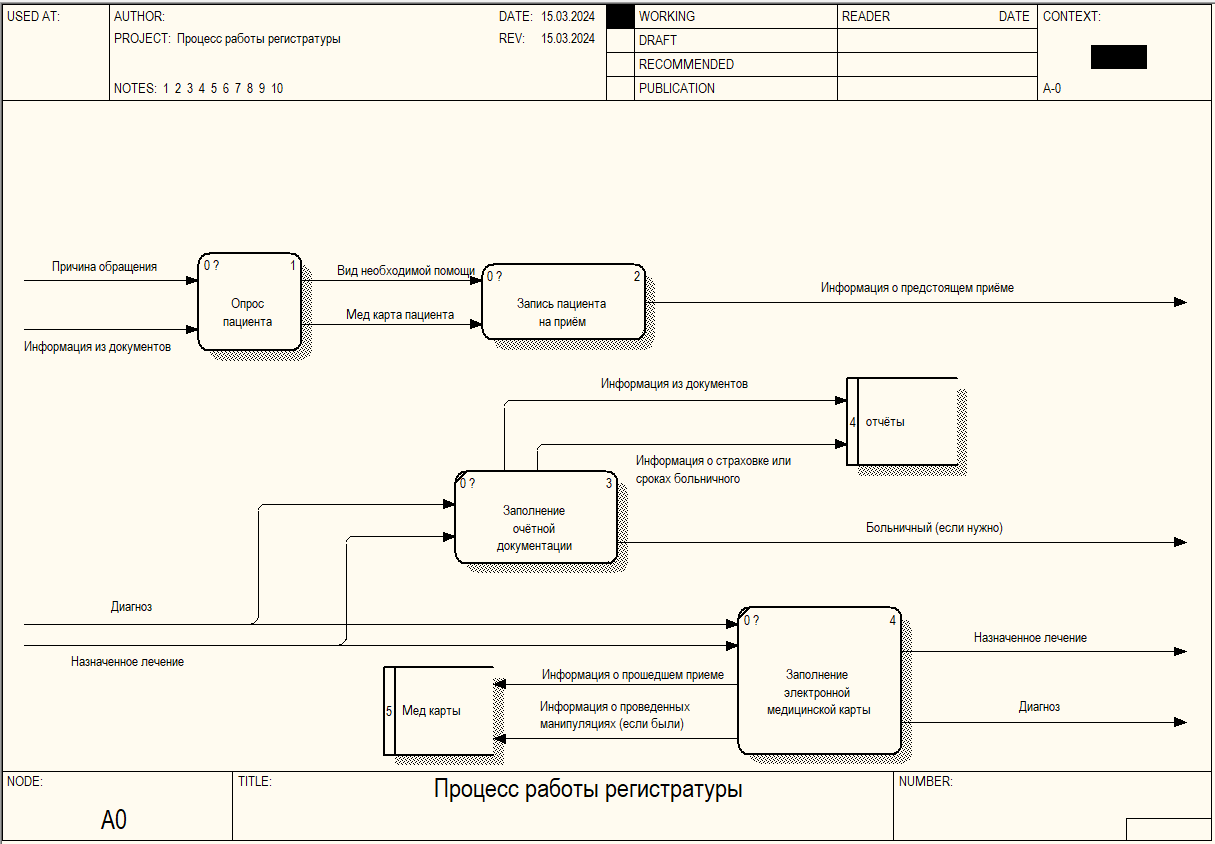 USED AT:
AUTHOR:
DATE: 15.03.2024
PROJECT: Процесс работы регистратуры
REV: 15.03.2024
NOTES: 1 2 3 4 5 6 7 8 9 10
WORKING
DRAFT
RECOMMENDED
PUBLICATION
READER
DATE
CONTEXT:
A-0
Причина обращения
Информация из документов
0 ?
1
Опрос
пациента
Вид необходимой помощи
Мед карта пациента
0 ?
2
Запись пациента
на приём
Информация о предстоящем приёме
Информация из документов
4
отчёты
Информация о страховке или
сроках больничного
0 ?
3
Заполнение
очётной
документации
Больничный (если нужно)
Диагноз
Назначенное лечение
0 ?
4
Заполнение
электронной
медицинской карты
Назначенное лечение
Диагноз
Информация о прошедшем приеме
Информация о проведенных
манипуляциях (если были)
5
Мед карты
NODE:
A0
TITLE:
Процесс работы регистратуры
NUMBER: